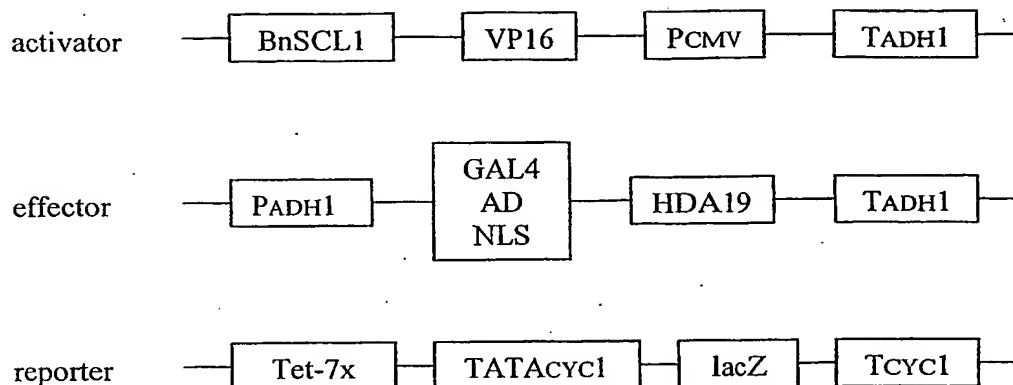 activator BnSCL1 VP16 PCMV TADH1
effector PADH1 GAL4 AD NLS HDA19 TADH1
reporter Tet-7x TATACYC1 lacZ TCYC1